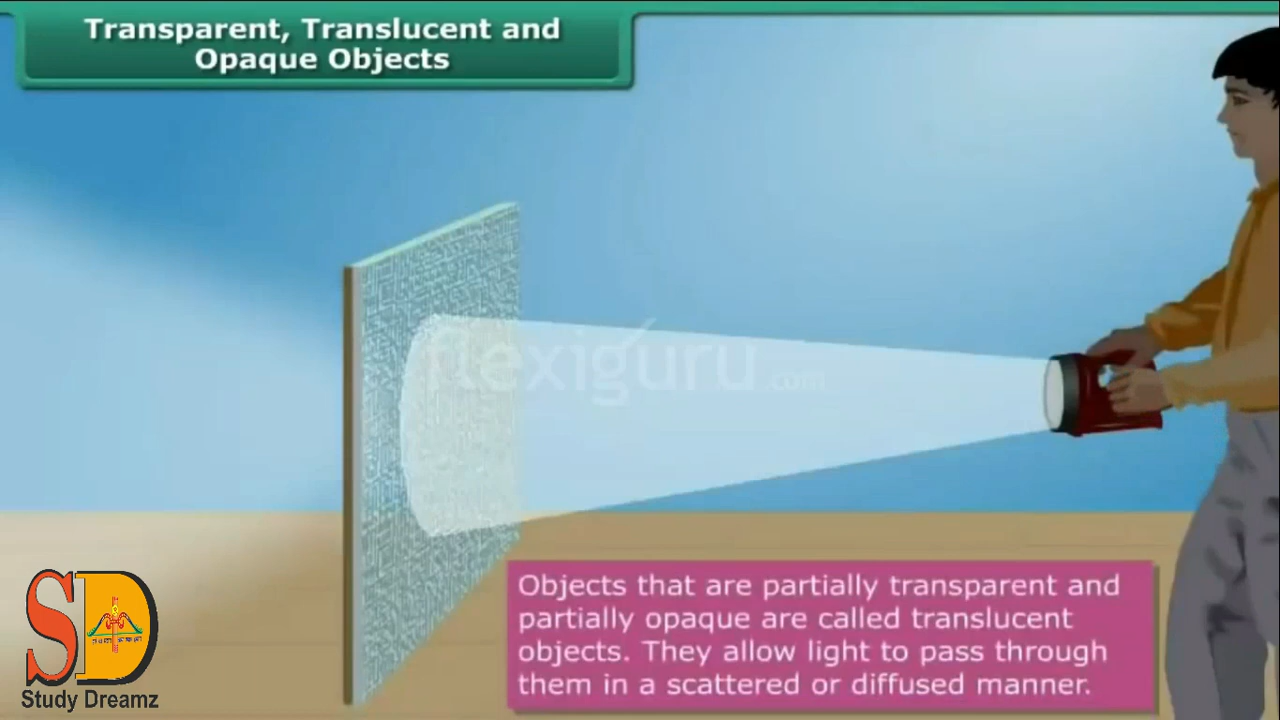 Transparent, Translucent and
Opaque Objects
flexiguru.com
Objects that are partially transparent and
partially opaque are called translucent
objects. They allow light to pass through
them in a scattered or diffused manner.
SD
Study Dreamz